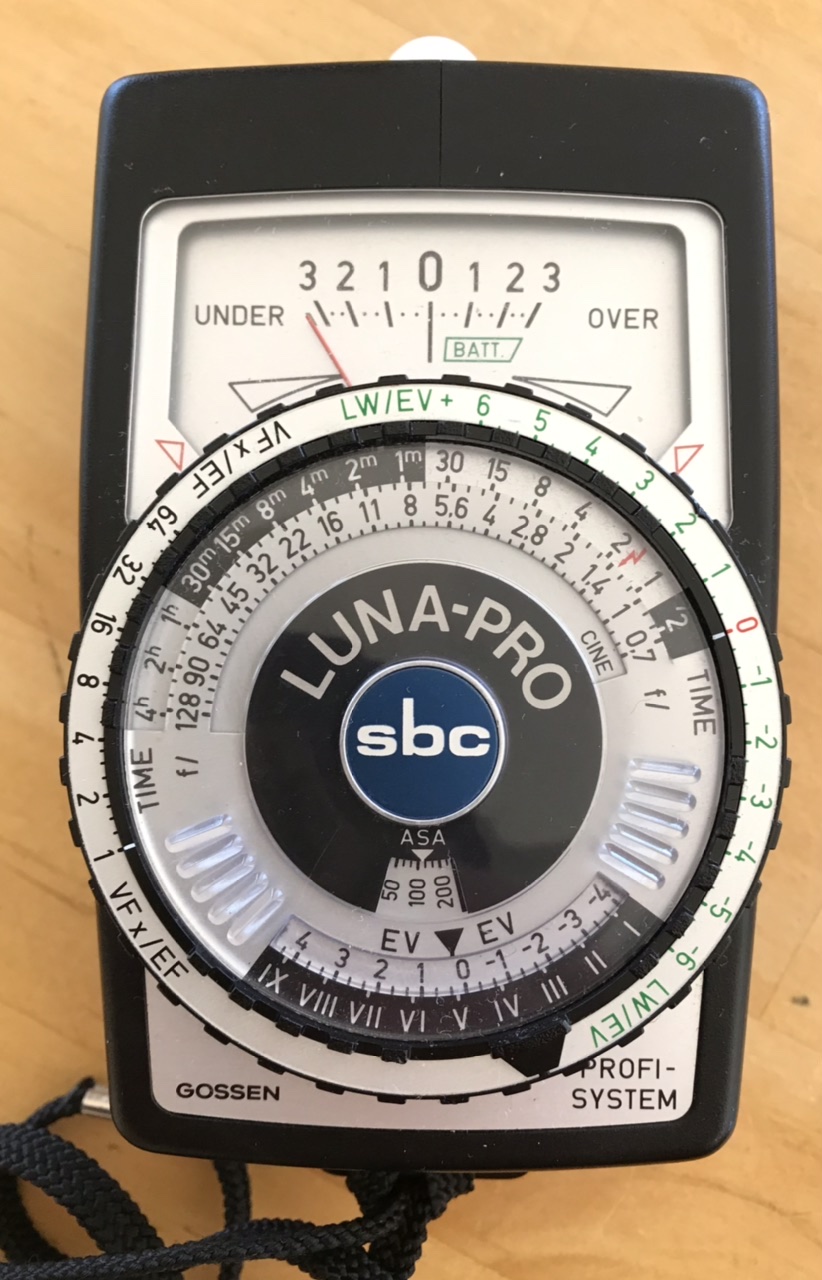 3 2 1 0 1 2 3
UNDER
OVER
BATT.
LW/EV + 6 5 4 3 2 1 0 -1 -2 -3 -4 -5 -6 LW/EV
VFx/EF 64 32 16 8 4 2 1 VFx/EF
4h 2h 1h 30m 15m 8m 4m 2m 1m 30 15 8 4 2 1 2
128 90 64 45 32 22 16 11 8 5,6 4 2.8 2 1.4 1 0.7
CINE
TIME
f/
TIME
f/
LUNA-PRO
sbc
ASA
50 100 200
EV EV
4 3 2 1 0 -1 -2 -3 -4
IX VIII VII VI V IV III II I
GOSSEN
PROFI-
SYSTEM